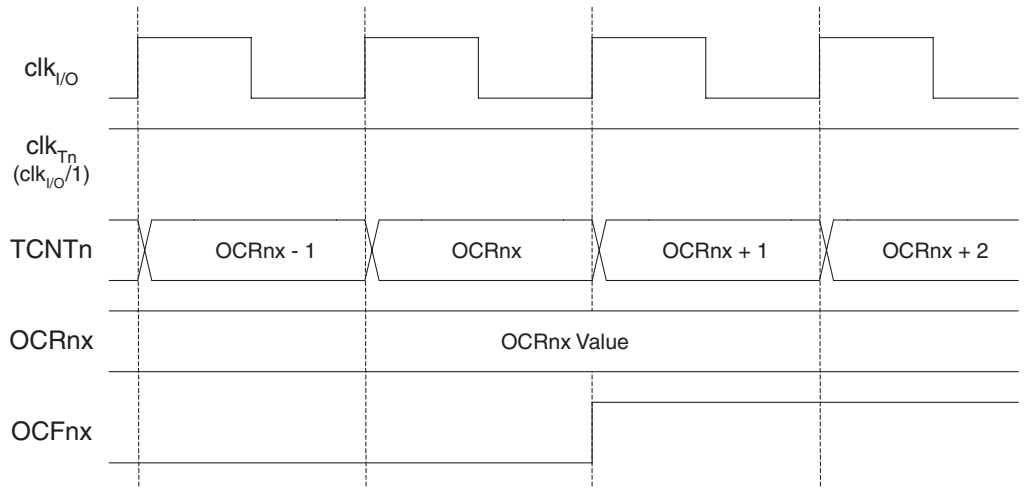 clkI/O
clkTn
(clkI/O/1)
TCNTn
OCRnx - 1
OCRnx
OCRnx + 1
OCRnx + 2
OCRnx
OCRnx Value
OCFnx